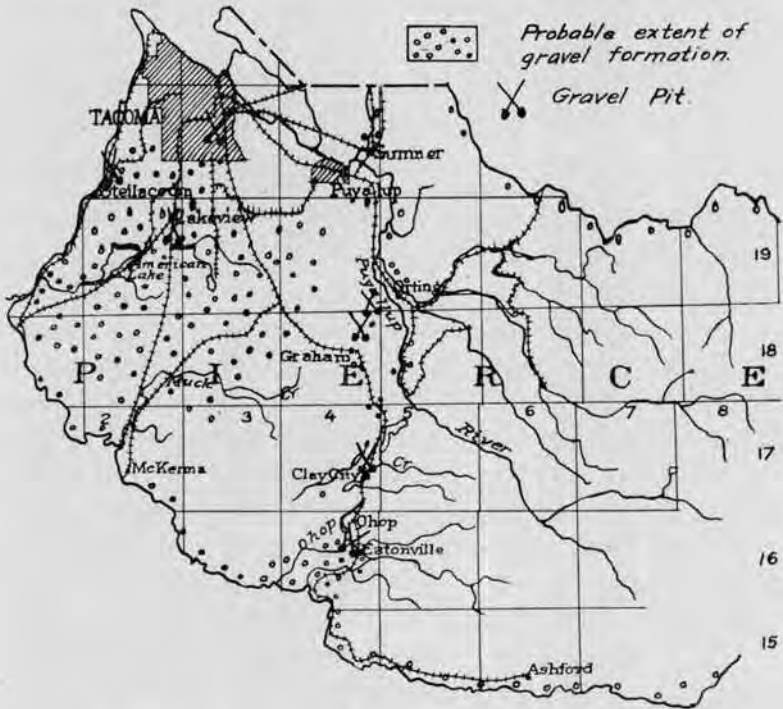 Probable extent of
gravel formation.
Gravel Pit.
TACOMA
Sumner
Steilacoom
Puyallup
Lakeview
American
Lake
19
Orting
Puyallup
18
Graham
P I E R C E
Muck
Cr
2
3
4
5
6
7
8
River
17
McKenna
Clay City
Cr
Ohop
Ohop
Eatonville
16
15
Ashford